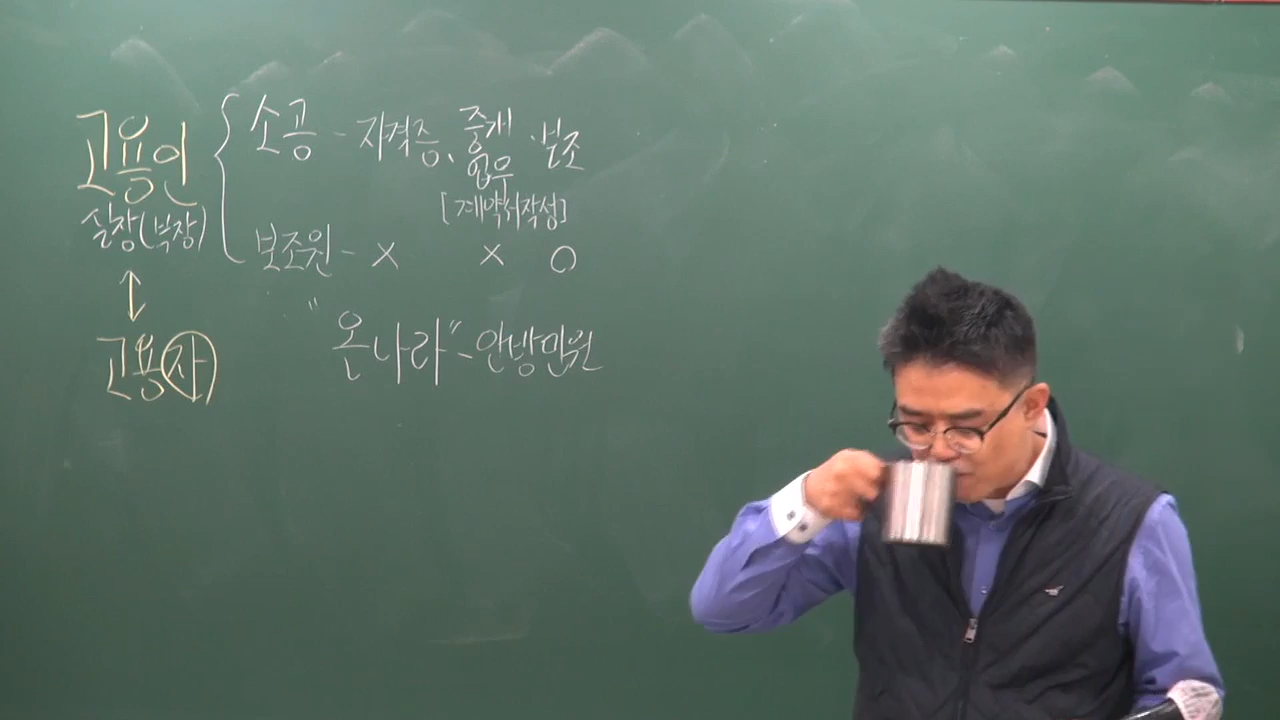 고용인 { 소공 - 자격증, 중개업무 · 보조
[계약서작성]
실장(부장)
보조원 - × × ○
↕
고용자
"온나라" - 안방민원